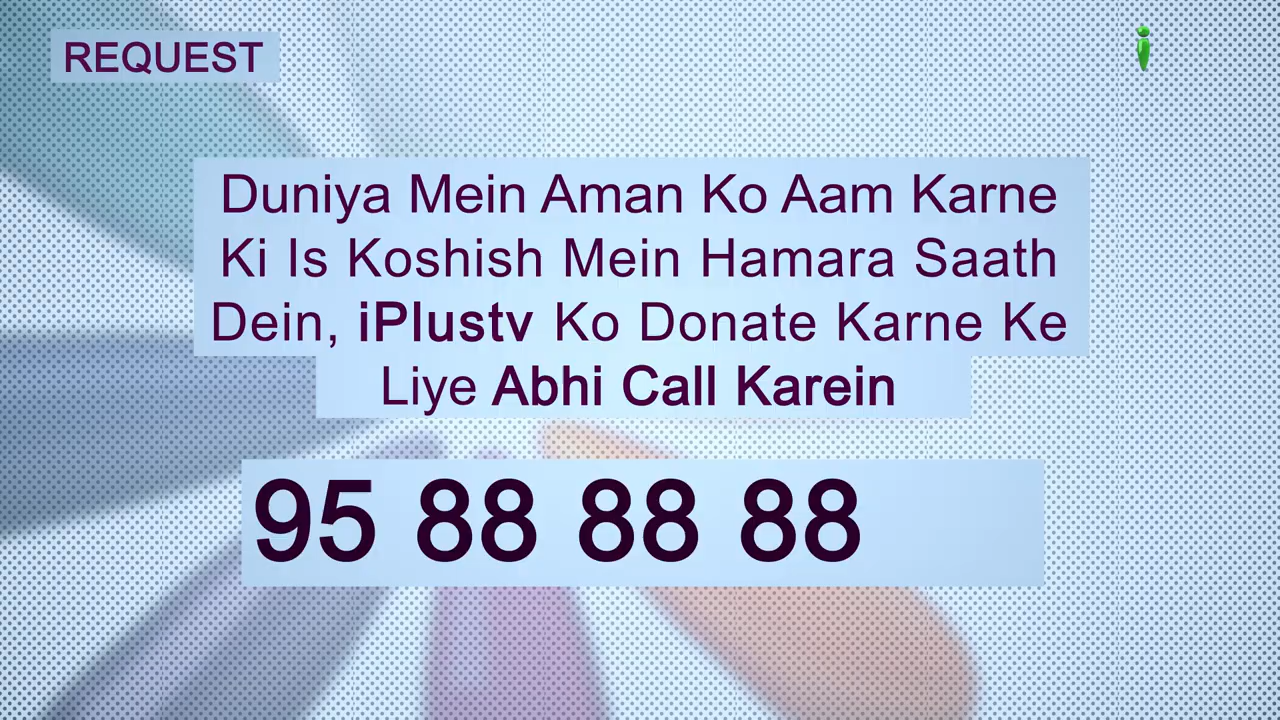 REQUEST
Duniya Mein Aman Ko Aam Karne
Ki Is Koshish Mein Hamara Saath
Dein, iPlustv Ko Donate Karne Ke
Liye Abhi Call Karein
95 88 88 88